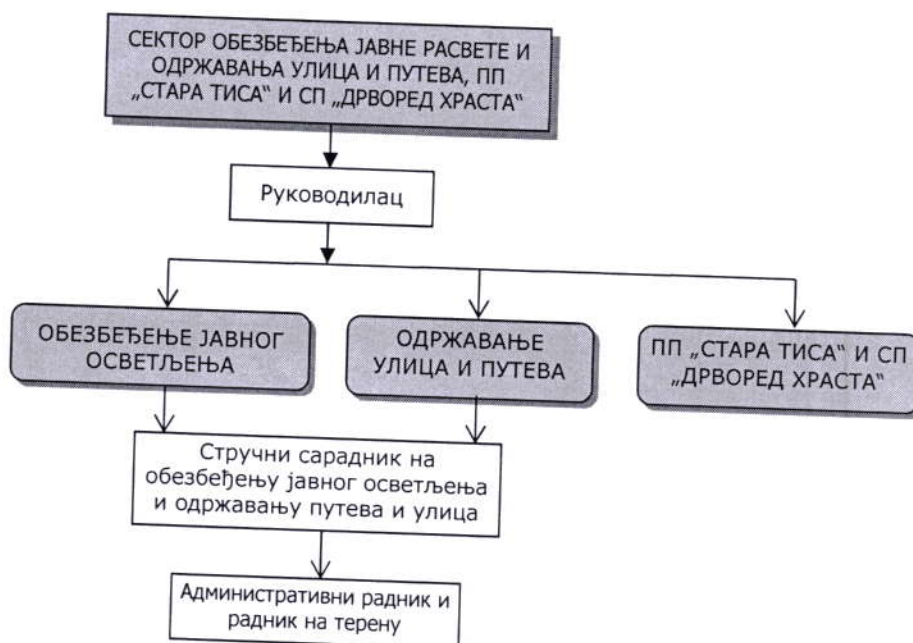 СЕКТОР ОБЕЗБЕЂЕЊА ЈАВНЕ РАСВЕТЕ И
ОДРЖАВАЊА УЛИЦА И ПУТЕВА, ПП
„СТАРА ТИСА“ И СП „ДРВОРЕД ХРАСТА“
Руководилац
ОБЕЗБЕЂЕЊЕ ЈАВНОГ
ОСВЕТЉЕЊА
ОДРЖАВАЊЕ
УЛИЦА И ПУТЕВА
ПП „СТАРА ТИСА“ И СП
„ДРВОРЕД ХРАСТА“
Стручни сарадник на
обезбеђењу јавног осветљења
и одржавању путева и улица
Административни радник и
радник на терену